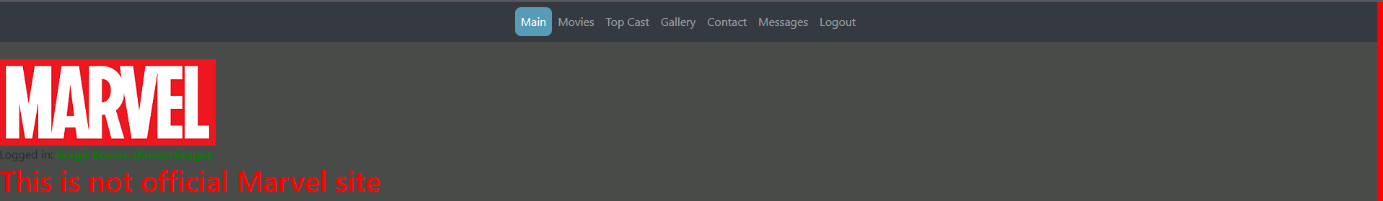 Main Movies Top Cast Gallery Contact Messages Logout
MARVEL
Logged in:
This is not official Marvel site